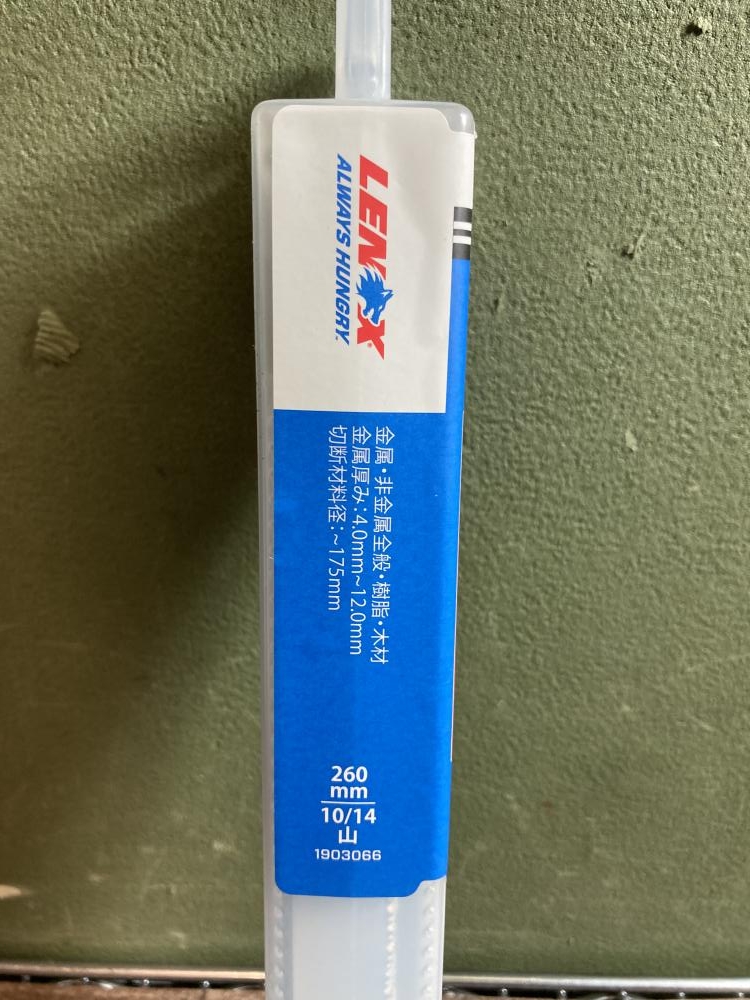 LENOX®
ALWAYS HUNGRY.
金属・非金属全般・樹脂・木材
金属厚み:4.0mm~12.0mm
切断材料径:~175mm
260
mm
10/14
山
1903066